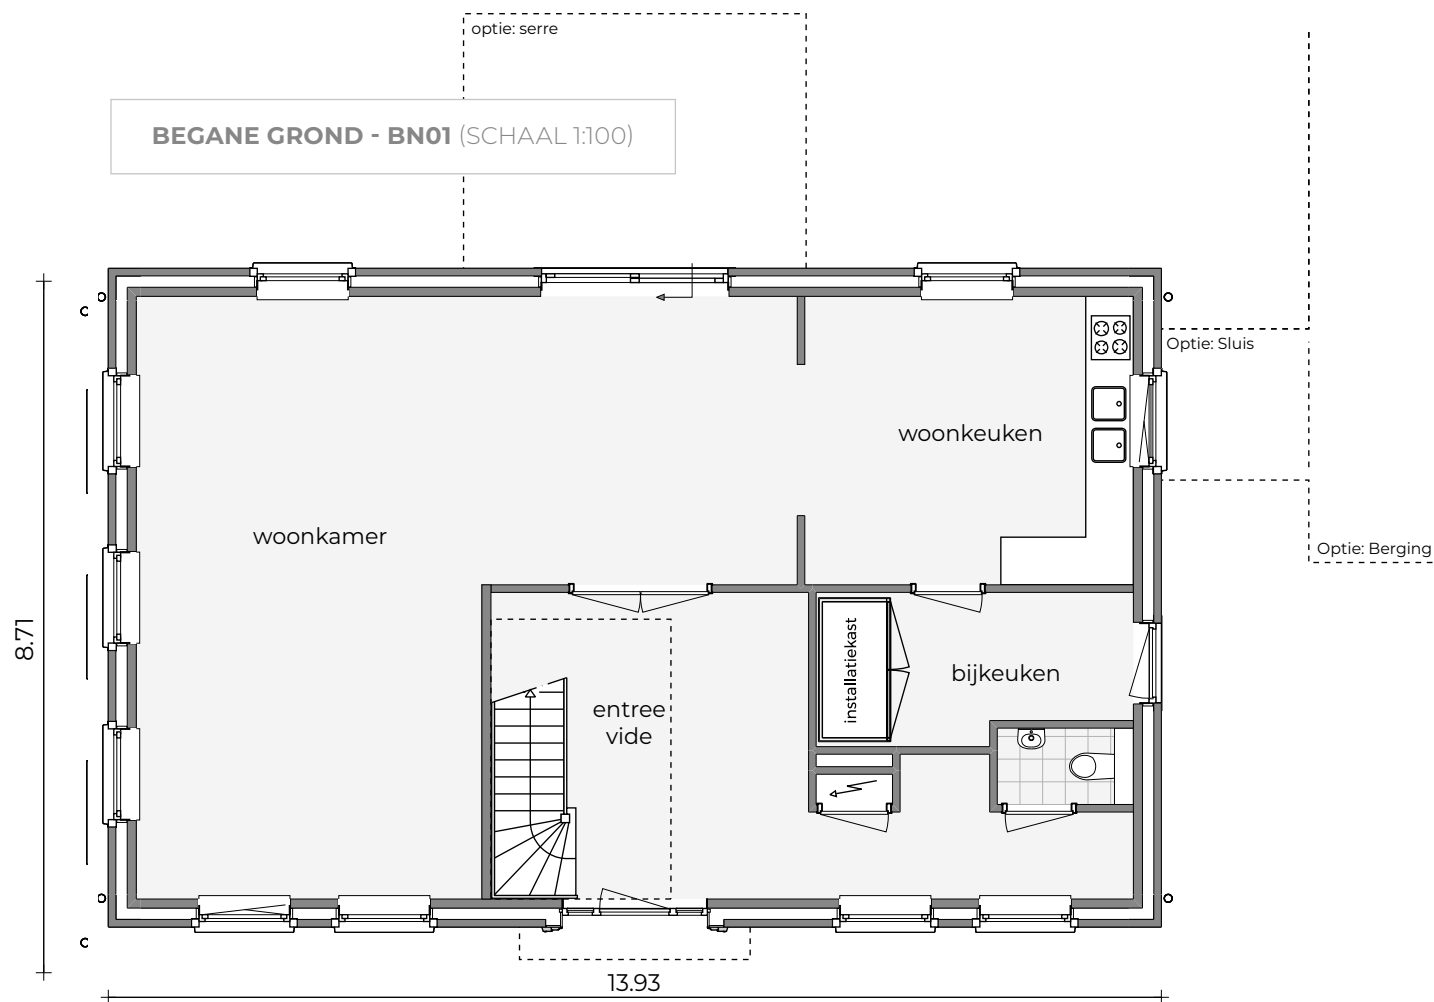 optie: serre
BEGANE GROND - BN01 (SCHAAL 1:100)
Optie: Sluis
woonkeuken
woonkamer
Optie: Berging
8.71
installatiekast
bijkeuken
entree
vide
13.93